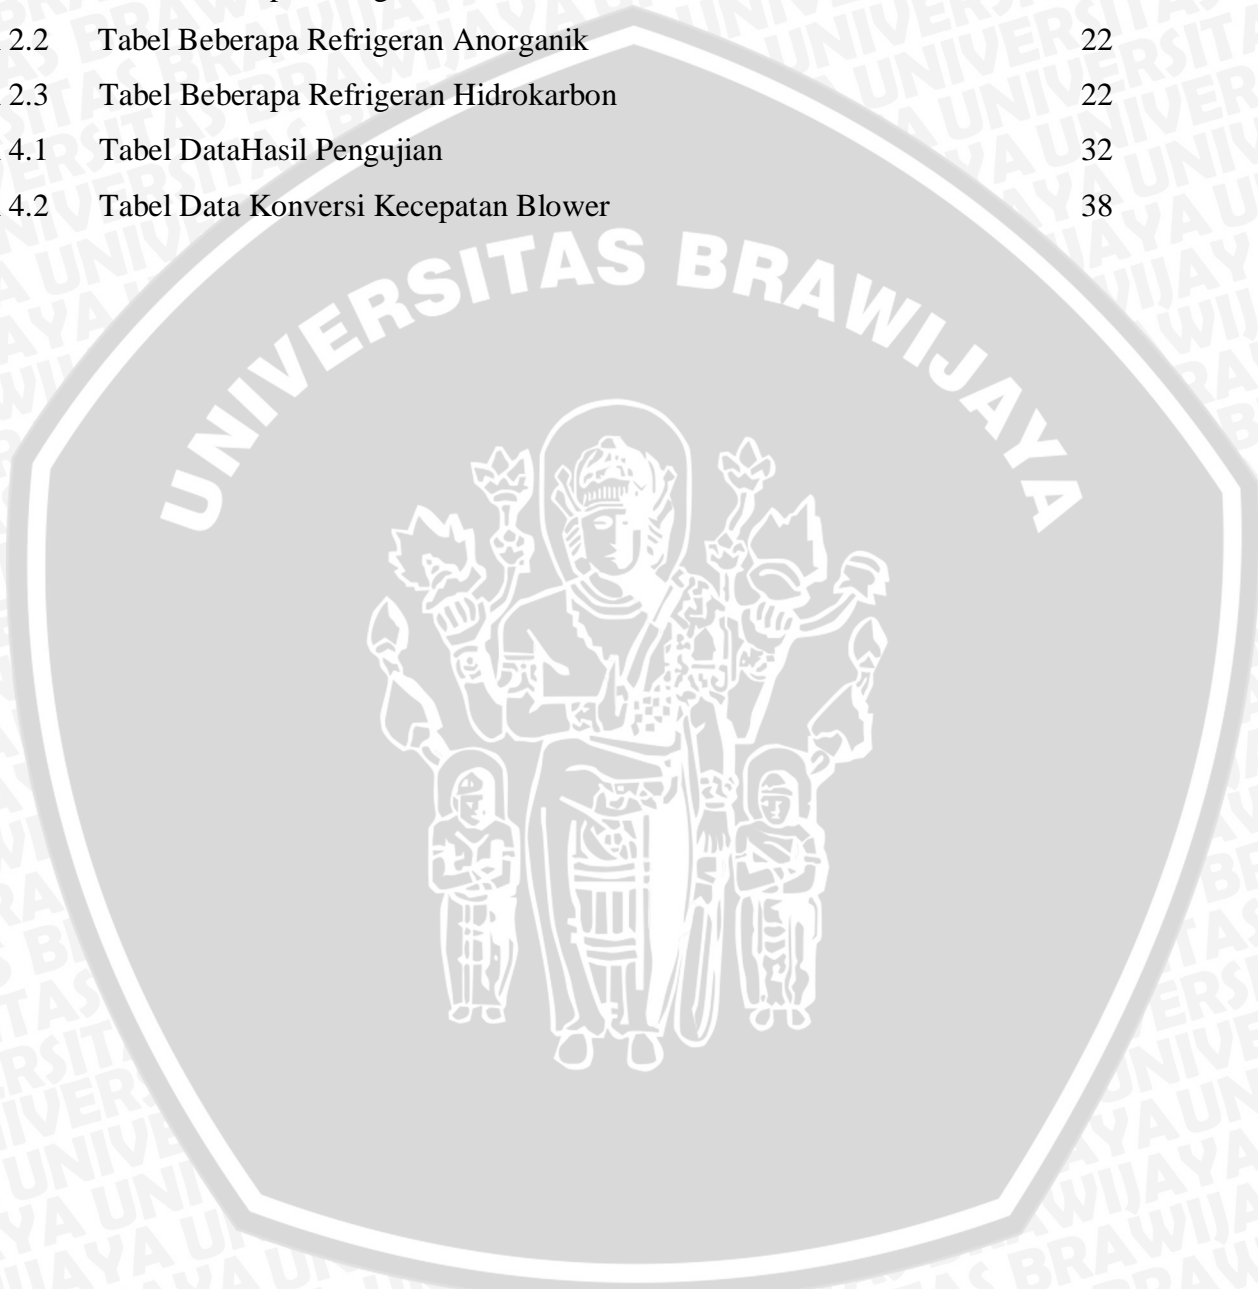 2.2 Tabel Beberapa Refrigeran Anorganik 22
2.3 Tabel Beberapa Refrigeran Hidrokarbon 22
4.1 Tabel DataHasil Pengujian 32
4.2 Tabel Data Konversi Kecepatan Blower 38
UNIVERSITAS BRAWIJAYA